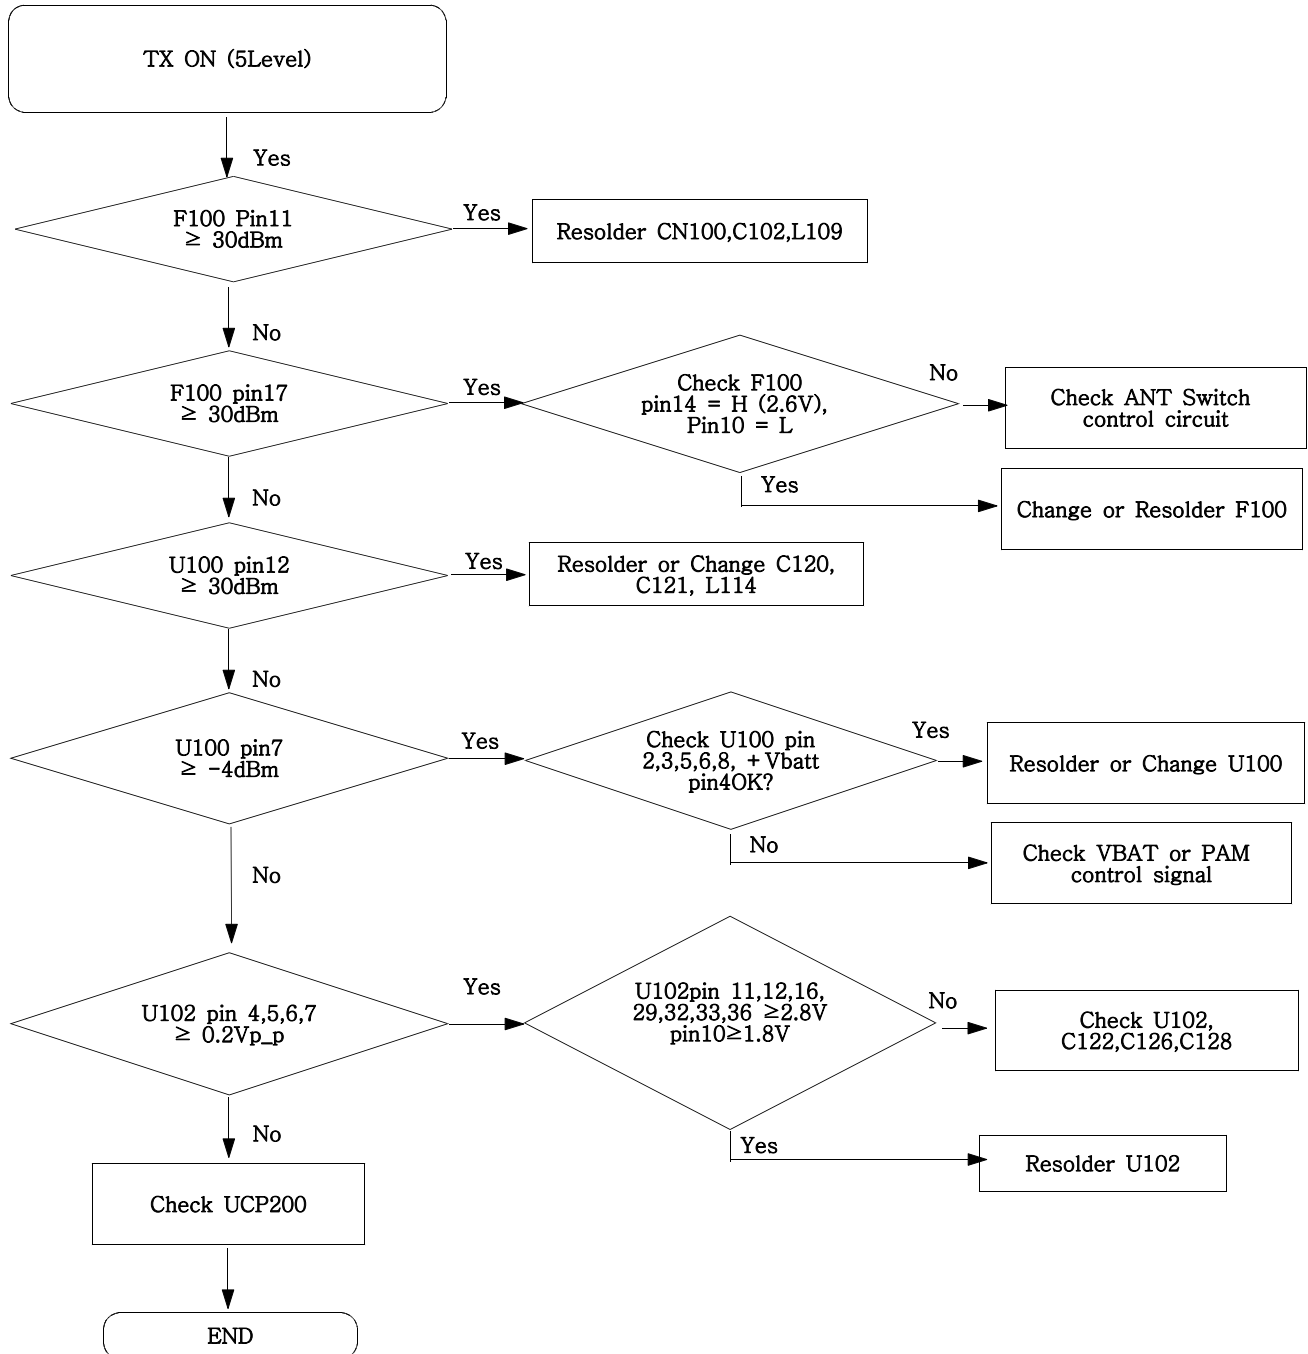 TX ON (5Level)
Yes
F100 Pin11
≥ 30dBm
Yes
Resolder CN100,C102,L109
No
F100 pin17
≥ 30dBm
Yes
Check F100
pin14 = H (2.6V),
Pin10 = L
No
Check ANT Switch
control circuit
Yes
Change or Resolder F100
No
U100 pin12
≥ 30dBm
Yes
Resolder or Change C120,
C121, L114
No
U100 pin7
≥ -4dBm
Yes
Check U100 pin
2,3,5,6,8, +Vbatt
pin4OK?
Yes
Resolder or Change U100
No
Check VBAT or PAM
control signal
No
U102 pin 4,5,6,7
≥ 0.2Vp_p
Yes
U102pin 11,12,16,
29,32,33,36 ≥2.8V
pin10≥1.8V
No
Check U102,
C122,C126,C128
Yes
Resolder U102
No
Check UCP200
END